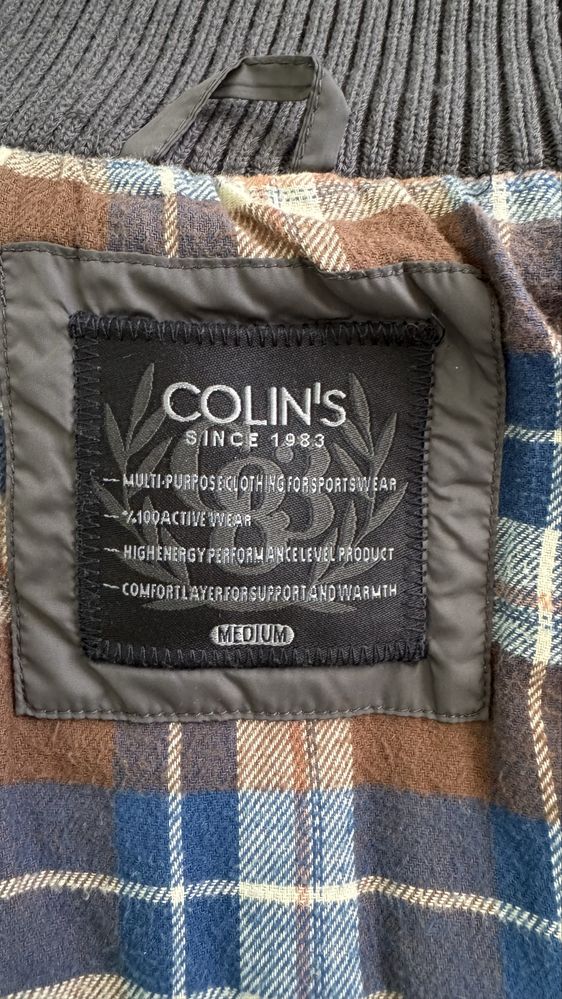 COLIN'S
SINCE 1983
— MULTI-PURPOSE CLOTHING FOR SPORTSWEAR
— %100 ACTIVE WEAR
— HIGH ENERGY PERFORMANCE LEVEL PRODUCT
— COMFORT LAYER FOR SUPPORT AND WARMTH
MEDIUM